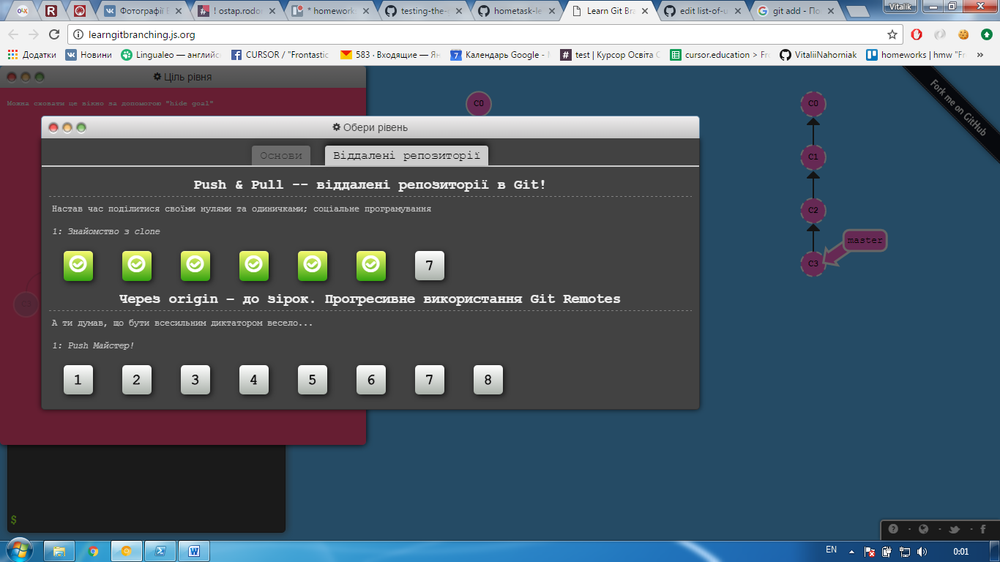 Фотографії
! ostap.rodo
* homework
testing-the-
hometask-le
Learn Git Bra
edit list-of-u
git add - По
Vitalik
learngitbranching.js.org
Додатки
Новини
Lingualeo — английс
CURSOR / "Frontastic
583 · Входящие — Ян
Календарь Google -
test | Курсор Освіта
cursor.education > Fr
VitaliiNahorniak
homeworks | hmw "Fr
»
Ціль рівня
Можна сховати це вікно за допомогою "hide goal"
C0
C0
C1
C2
C3
master
Fork me on GitHub
Обери рівень
Основи
Віддалені репозиторії
Push & Pull -- віддалені репозиторії в Git!
Настав час поділитися своїми нулями та одиничками; соціальне програмування
1: Знайомство з clone
7
Через origin – до зірок. Прогресивне використання Git Remotes
А ти думав, що бути всесильним диктатором весело...
1: Push Майстер!
1 2 3 4 5 6 7 8
$
EN
0:01